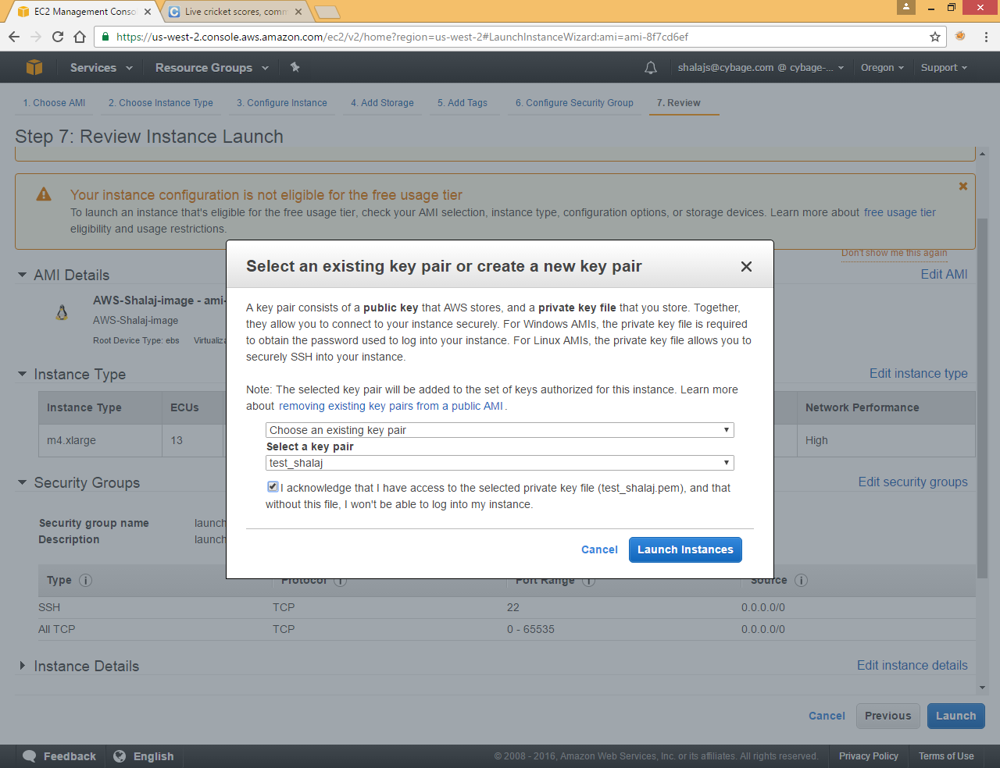 EC2 Management Conso
Live cricket scores, comm
https://us-west-2.console.aws.amazon.com/ec2/v2/home?region=us-west-2#LaunchInstanceWizard:ami=ami-8f7cd6ef
Services Resource Groups shalajs@cybage.com @ cybage-... Oregon Support
1. Choose AMI 2. Choose Instance Type 3. Configure Instance 4. Add Storage 5. Add Tags 6. Configure Security Group 7. Review
Step 7: Review Instance Launch
Your instance configuration is not eligible for the free usage tier
To launch an instance that's eligible for the free usage tier, check your AMI selection, instance type, configuration options, or storage devices. Learn more about free usage tier
eligibility and usage restrictions.
Don't show me this again
AMI Details
Edit AMI
AWS-Shalaj-image - ami-
AWS-Shalaj-image
Root Device Type: ebs Virtualiza
Instance Type
Edit instance type
Instance Type ECUs Network Performance
m4.xlarge 13 High
Security Groups
Edit security groups
Security group name launch
Description launch
Type Protocol Port Range Source
SSH TCP 22 0.0.0.0/0
All TCP TCP 0 - 65535 0.0.0.0/0
Instance Details
Edit instance details
Select an existing key pair or create a new key pair
A key pair consists of a public key that AWS stores, and a private key file that you store. Together,
they allow you to connect to your instance securely. For Windows AMIs, the private key file is required
to obtain the password used to log into your instance. For Linux AMIs, the private key file allows you to
securely SSH into your instance.
Note: The selected key pair will be added to the set of keys authorized for this instance. Learn more
about removing existing key pairs from a public AMI.
Choose an existing key pair
Select a key pair
test_shalaj
I acknowledge that I have access to the selected private key file (test_shalaj.pem), and that
without this file, I won't be able to log into my instance.
Cancel Launch Instances
Cancel Previous Launch
Feedback English © 2008 - 2016, Amazon Web Services, Inc. or its affiliates. All rights reserved. Privacy Policy Terms of Use